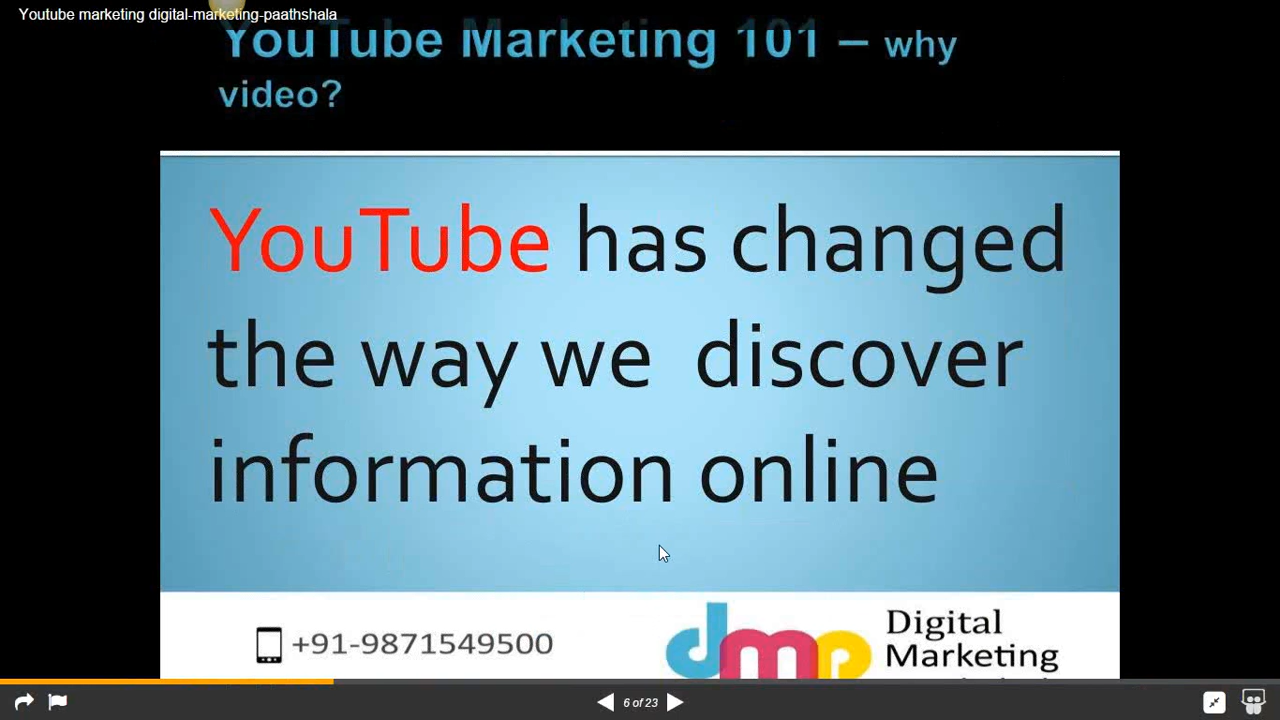 Youtube marketing digital-marketing-paathshala
YouTube Marketing 101 – why
video?
YouTube has changed
the way we discover
information online
+91-9871549500
dmp
Digital
Marketing
6 of 23